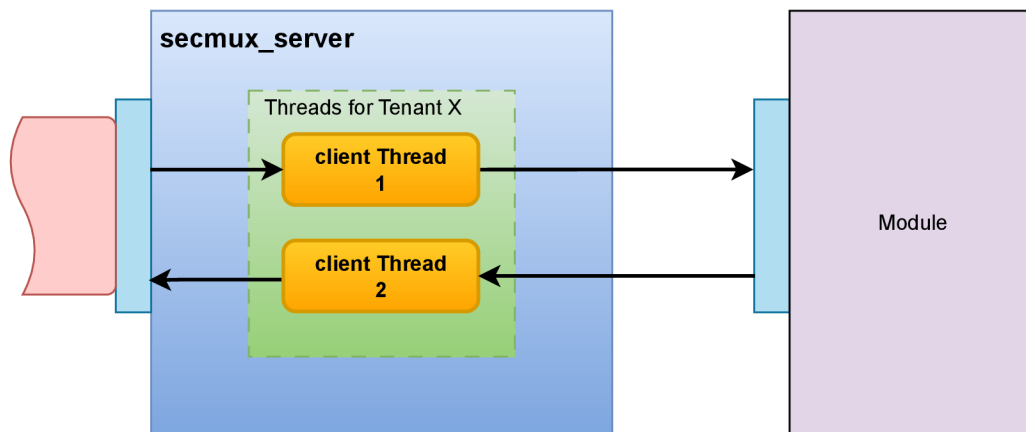 secmux_server
Threads for Tenant X
client Thread
1
client Thread
2
Module